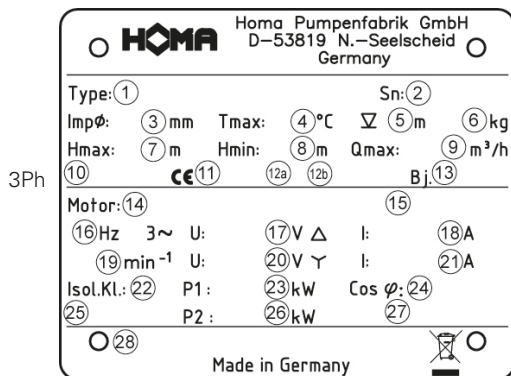 HOMA
Homa Pumpenfabrik GmbH
D–53819 N.–Seelscheid
Germany
Type: 1 Sn: 2
ImpØ: 3 mm Tmax: 4 °C 5 m 6 kg
Hmax: 7 m Hmin: 8 m Qmax: 9 m³/h
3Ph
10 CE 11 12a 12b Bj. 13
Motor: 14 15
16 Hz 3~ U: 17 V △ I: 18 A
19 min⁻¹ U: 20 V Y I: 21 A
Isol.Kl.: 22 P1 : 23 kW Cos φ: 24
25 P2 : 26 kW 27
28
Made in Germany